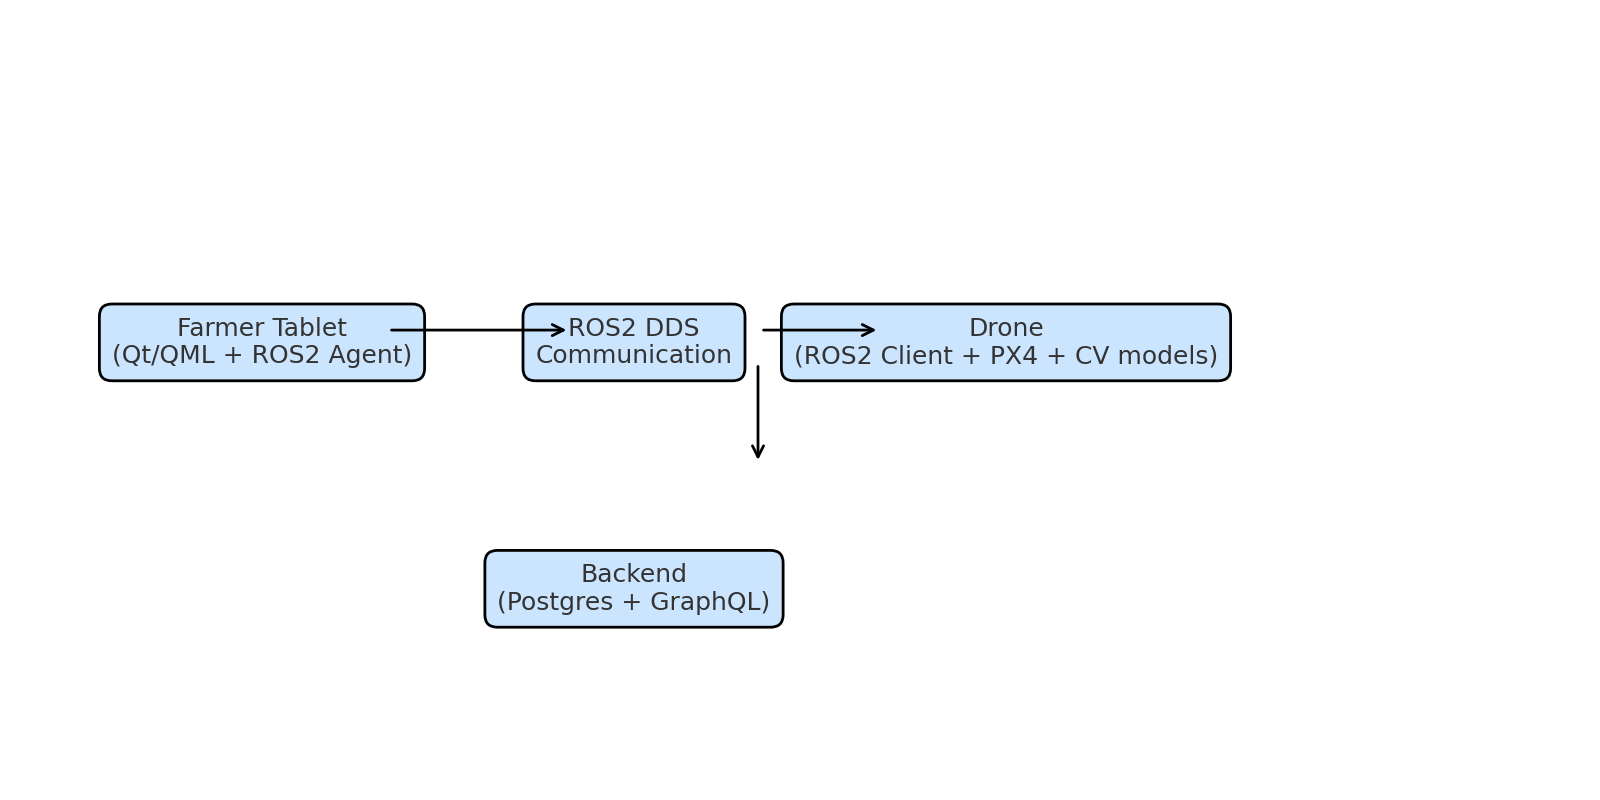 Farmer Tablet
(Qt/QML + ROS2 Agent)
ROS2 DDS
Communication
Drone
(ROS2 Client + PX4 + CV models)
Backend
(Postgres + GraphQL)